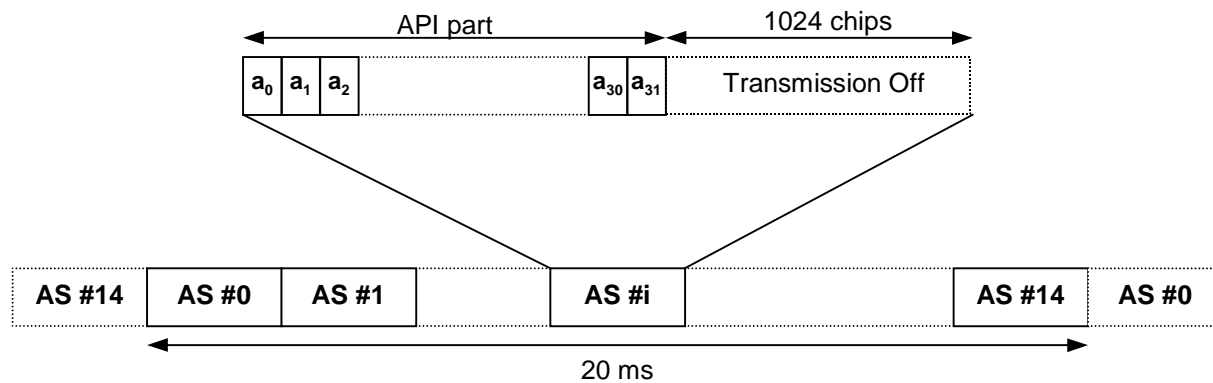 API part
1024 chips
a0 a1 a2 a30 a31 Transmission Off
AS #14 AS #0 AS #1 AS #i AS #14 AS #0
20 ms